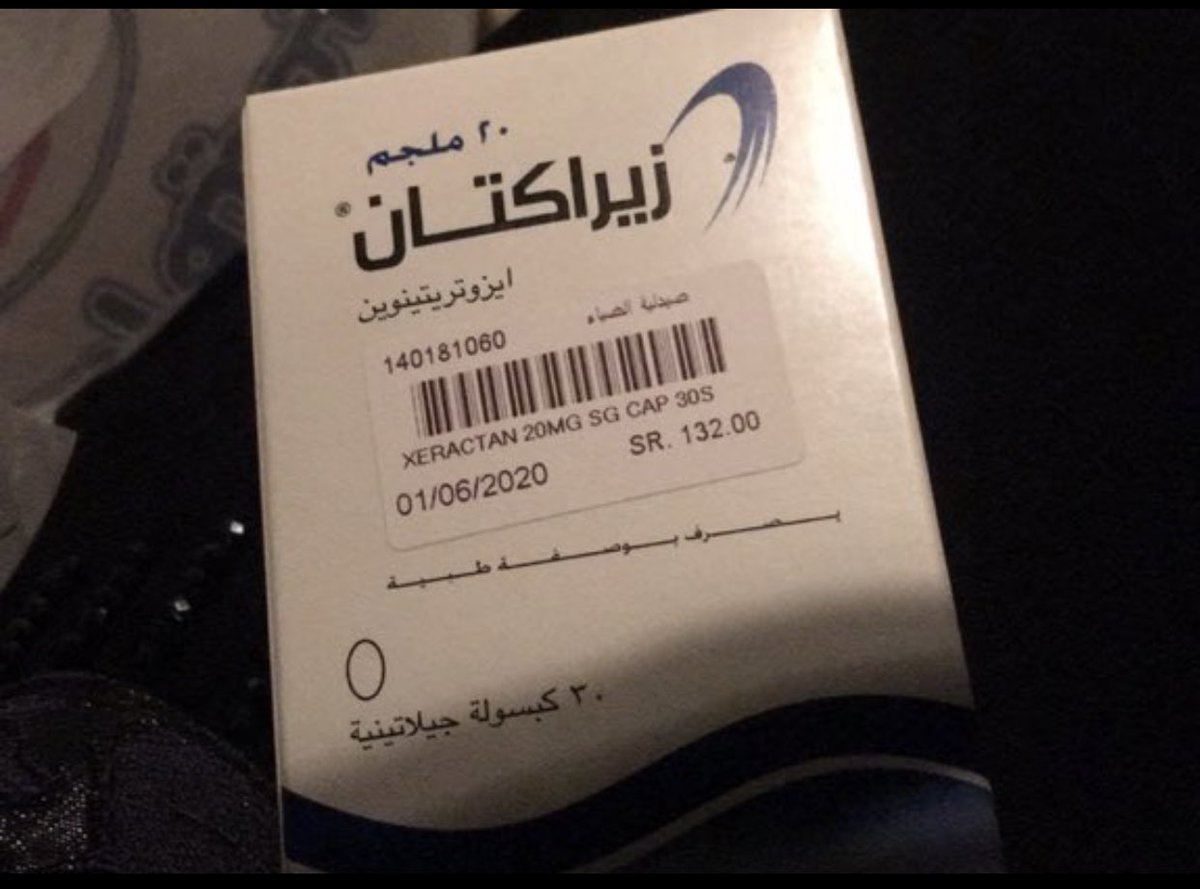 ٢٠ ملجم
زيراكتان®
ايزوتريتينوين
صيدلية الضياء
140181060
XERACTAN 20MG SG CAP 30S
01/06/2020 SR. 132.00
يصرف بوصفة طبية
٣٠ كبسولة جيلاتينية